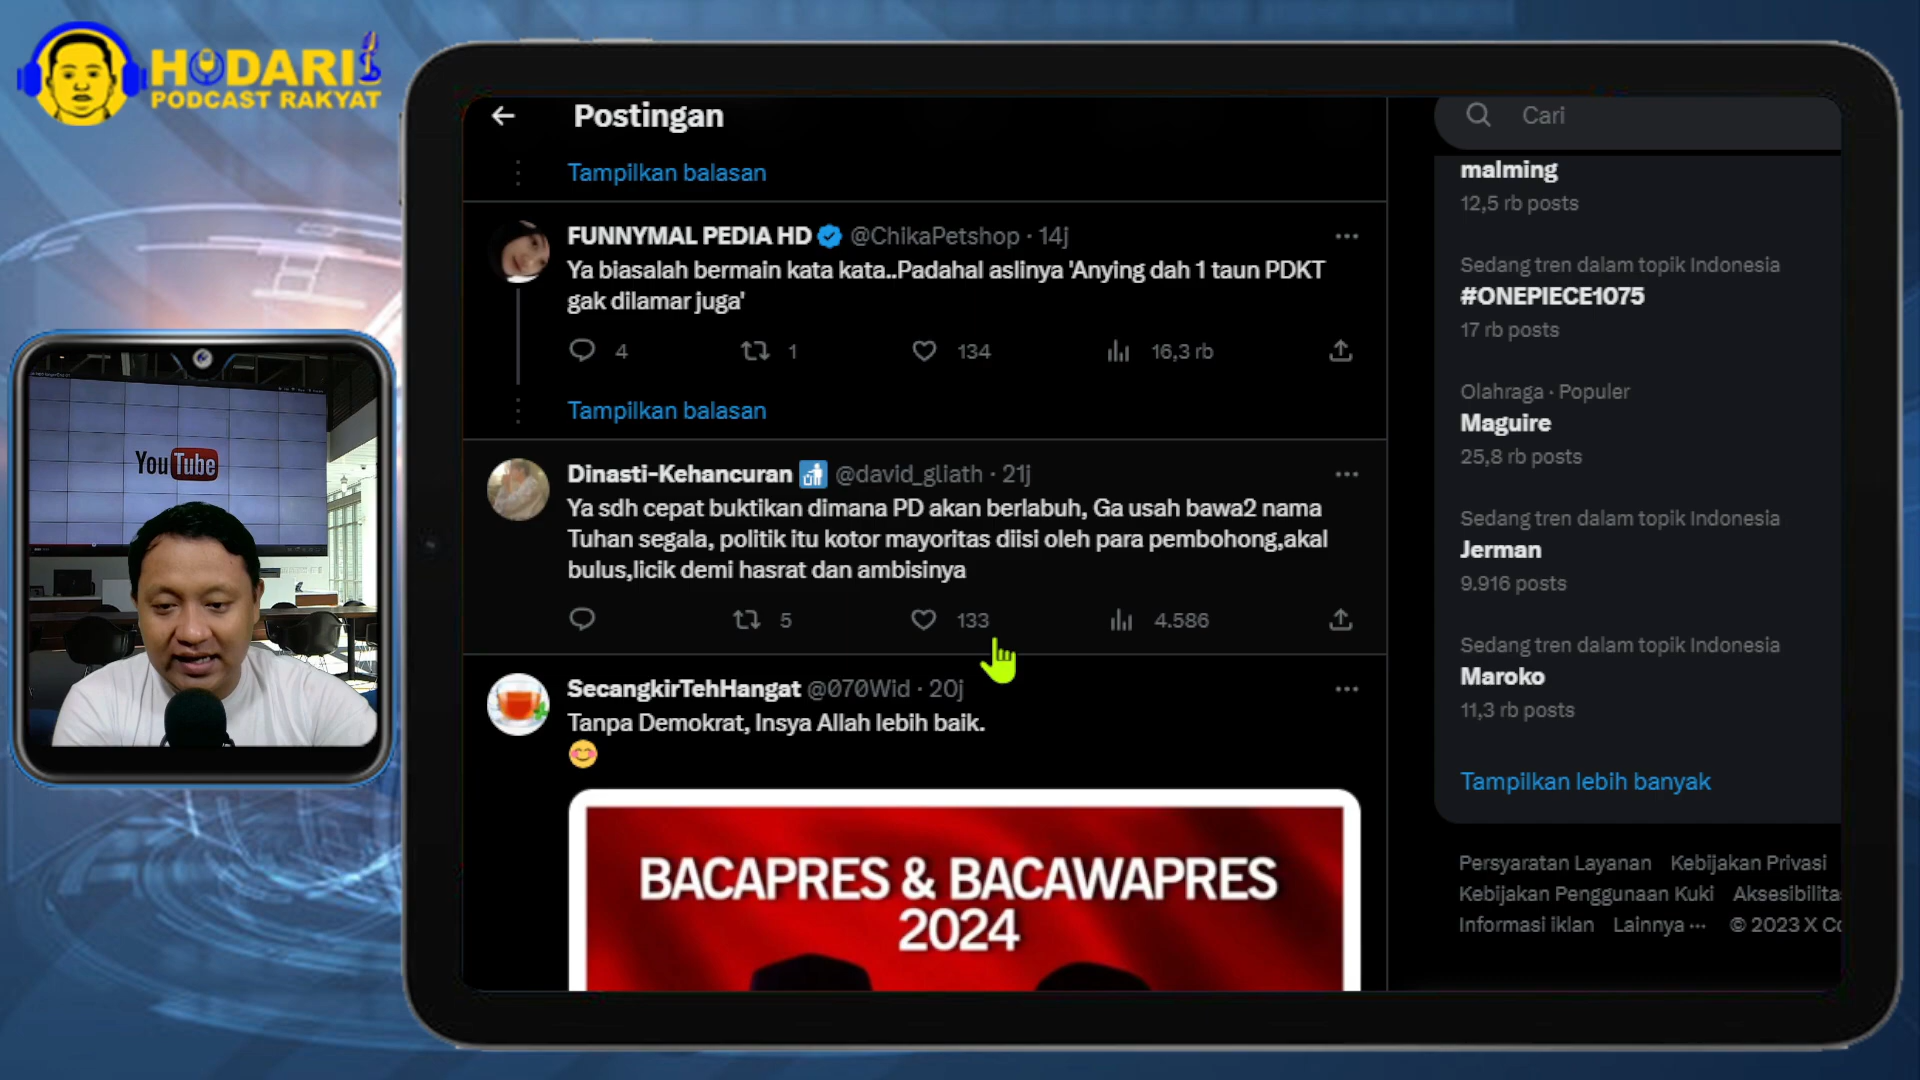 HODARI
PODCAST RAKYAT
YouTube
Postingan
Tampilkan balasan
FUNNYMAL PEDIA HD @ChikaPetshop · 14j
Ya biasalah bermain kata kata..Padahal aslinya 'Anying dah 1 taun PDKT
gak dilamar juga'
4 1 134 16,3 rb
Tampilkan balasan
Dinasti-Kehancuran @david_gliath · 21j
Ya sdh cepat buktikan dimana PD akan berlabuh, Ga usah bawa2 nama
Tuhan segala, politik itu kotor mayoritas diisi oleh para pembohong,akal
bulus,licik demi hasrat dan ambisinya
5 133 4.586
SecangkirTehHangat @070Wid · 20j
Tanpa Demokrat, Insya Allah lebih baik.
😊
BACAPRES & BACAWAPRES
2024
Cari
malming
12,5 rb posts
Sedang tren dalam topik Indonesia
#ONEPIECE1075
17 rb posts
Olahraga · Populer
Maguire
25,8 rb posts
Sedang tren dalam topik Indonesia
Jerman
9.916 posts
Sedang tren dalam topik Indonesia
Maroko
11,3 rb posts
Tampilkan lebih banyak
Persyaratan Layanan Kebijakan Privasi
Kebijakan Penggunaan Kuki Aksesibilita
Informasi iklan Lainnya ··· © 2023 X Co